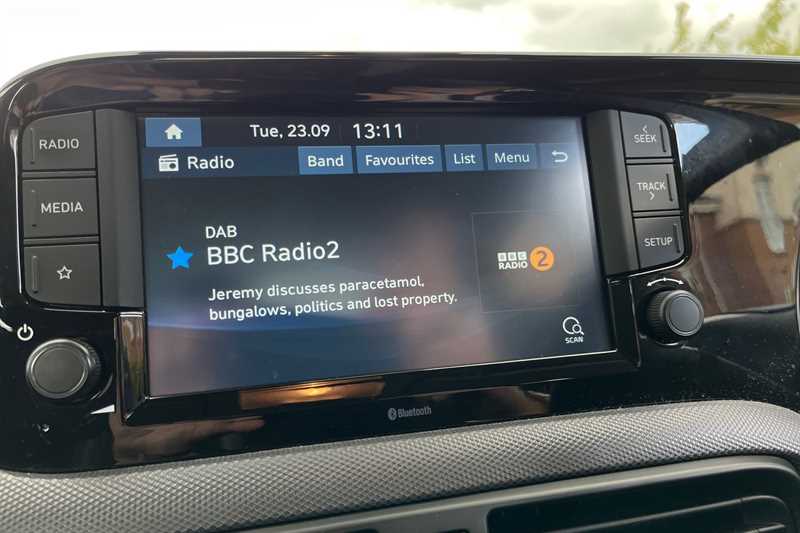 RADIO
MEDIA
Tue, 23.09 13:11
Radio Band Favourites List Menu
DAB
BBC Radio2
Jeremy discusses paracetamol,
bungalows, politics and lost property.
BBC
RADIO 2
SCAN
SEEK
TRACK
SETUP
Bluetooth